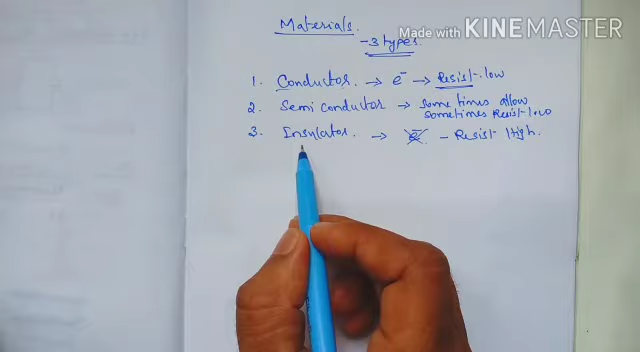 Materials.
Made with KINEMASTER
- 3 types.
1. Conductor → e⁻ → Resist - low
2. Semi conductor → some times allow
sometimes Resist - low
3. Insulator. → e⁻ - Resist High.